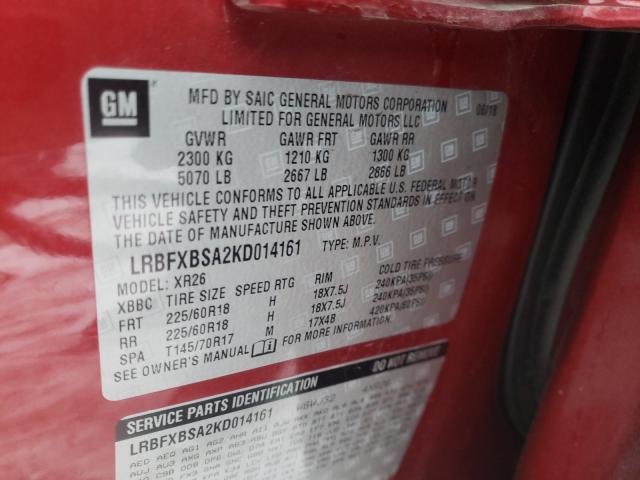 GM
MFD BY SAIC GENERAL MOTORS CORPORATION 06/18
LIMITED FOR GENERAL MOTORS LLC
GVWR GAWR FRT GAWR RR
2300 KG 1210 KG 1300 KG
5070 LB 2667 LB 2866 LB
THIS VEHICLE CONFORMS TO ALL APPLICABLE U.S. FEDERAL MOTOR
VEHICLE SAFETY AND THEFT PREVENTION STANDARDS IN EFFECT ON
THE DATE OF MANUFACTURE SHOWN ABOVE.
LRBFXBSA2KD014161 TYPE: M.P.V.
MODEL: XR26
XBBC TIRE SIZE SPEED RTG RIM COLD TIRE PRESSURE
FRT 225/60R18 H 18X7.5J 240KPA(35PSI)
RR 225/60R18 H 18X7.5J 240KPA(35PSI)
SPA T145/70R17 M 17X4B 420KPA(60PSI)
SEE OWNER'S MANUAL FOR MORE INFORMATION.
SERVICE PARTS IDENTIFICATION DO NOT REMOVE
LRBFXBSA2KD014161